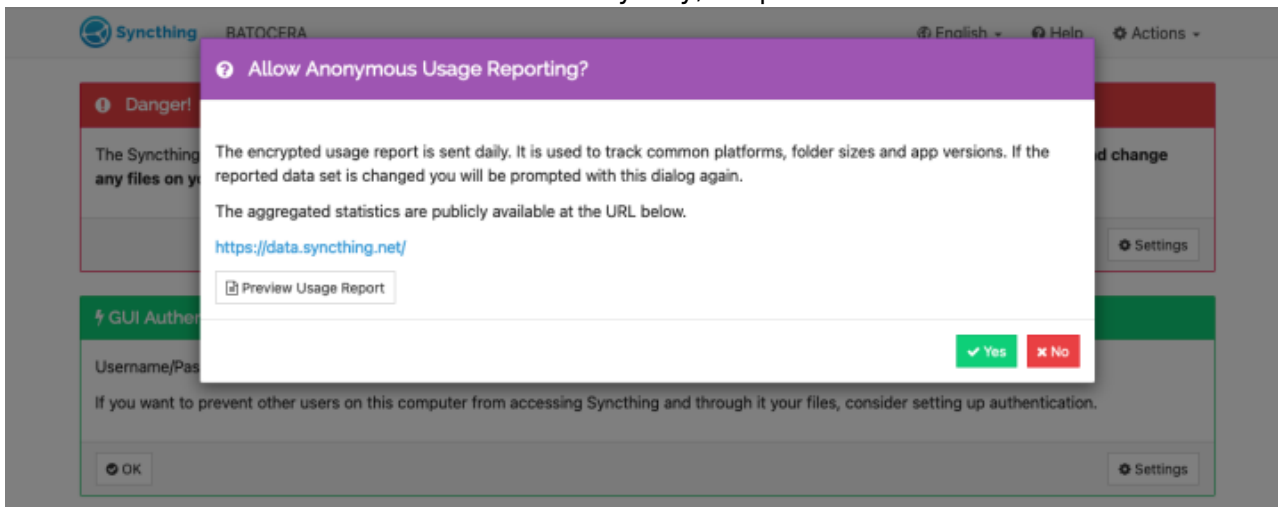 Syncthing BATOCERA English Help Actions
Allow Anonymous Usage Reporting?
Danger!
The encrypted usage report is sent daily. It is used to track common platforms, folder sizes and app versions. If the
reported data set is changed you will be prompted with this dialog again.
The Syncthing
any files on
d change
The aggregated statistics are publicly available at the URL below.
https://data.syncthing.net/
Settings
Preview Usage Report
GUI Authen
Yes No
Username/Pas
If you want to prevent other users on this computer from accessing Syncthing and through it your files, consider setting up authentication.
OK Settings